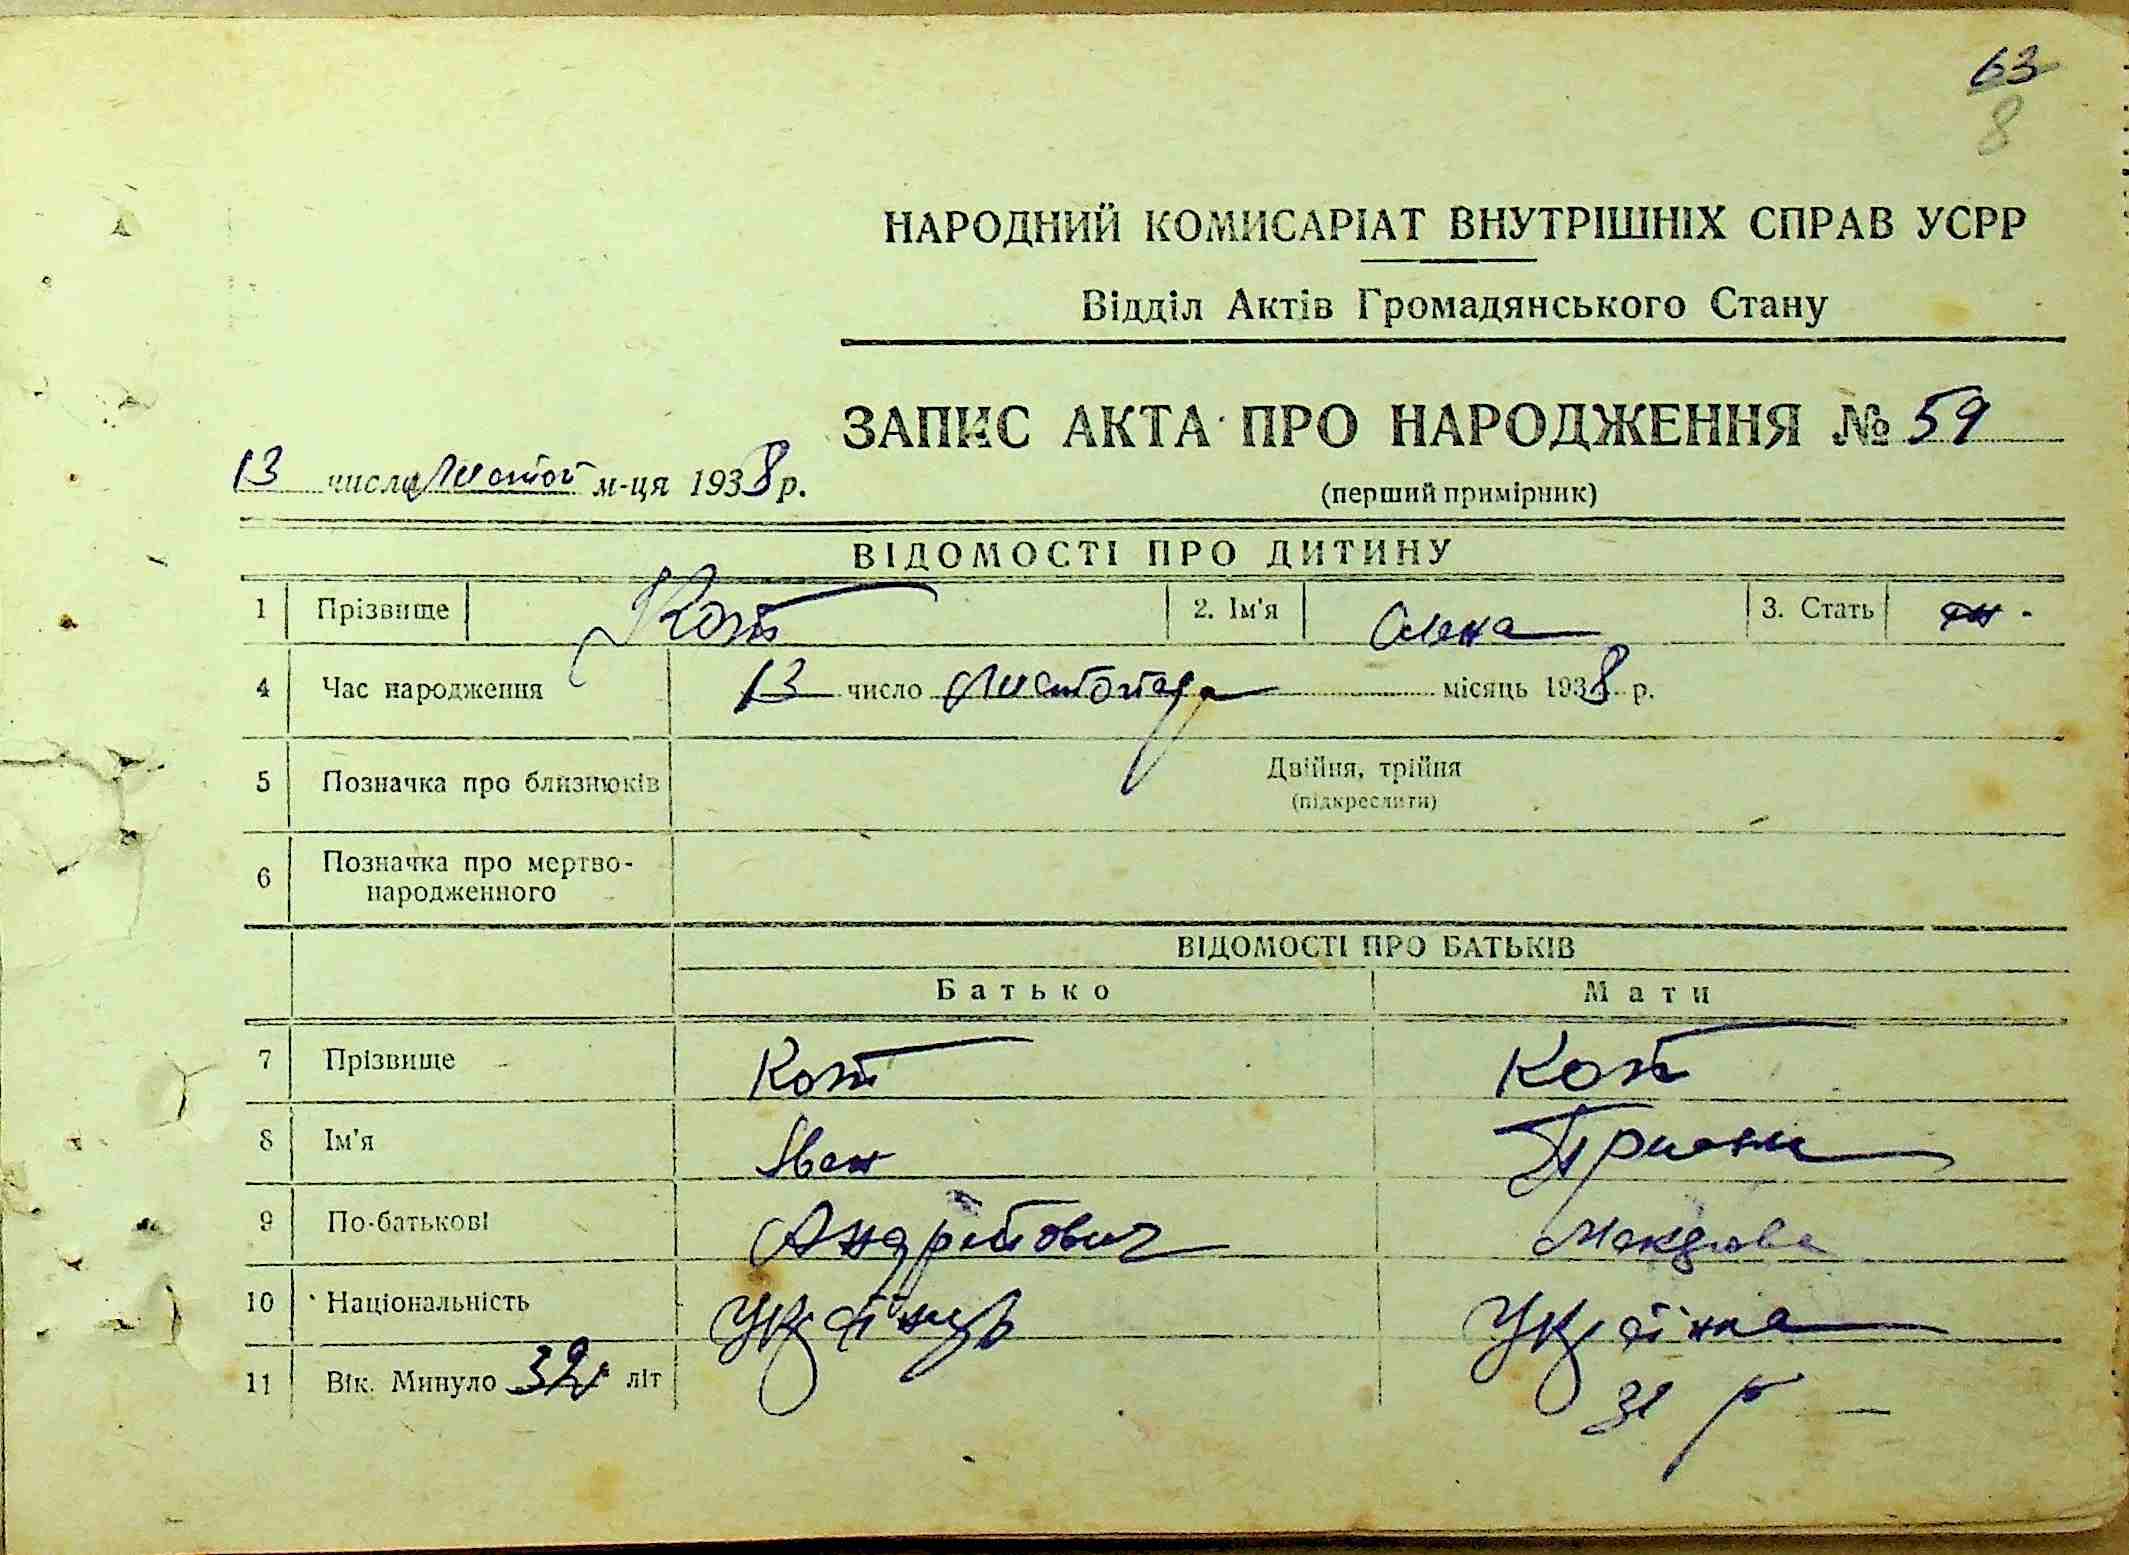 63
8
НАРОДНИЙ КОМИСАРІАТ ВНУТРІШНІХ СПРАВ УСРР
Відділ Актів Громадянського Стану
ЗАПИС АКТА ПРО НАРОДЖЕННЯ № 59
13 числа листоп м-ця 1938 р.
(перший примірник)
ВІДОМОСТІ ПРО ДИТИНУ
1 Прізвище Кот 2. Ім'я Олена 3. Стать жн.
4 Час народження 13 число Листопада місяць 1938 р.
5 Позначка про близнюків Двійня, трійня
(підкреслити)
6 Позначка про мертво-
народженного
ВІДОМОСТІ ПРО БАТЬКІВ
Батько Мати
7 Прізвище Кот Кот
8 Ім'я Іван
9 По-батькові Андрійович
10 Національність Українць Українка
11 Вік. Минуло 32 літ 31 р